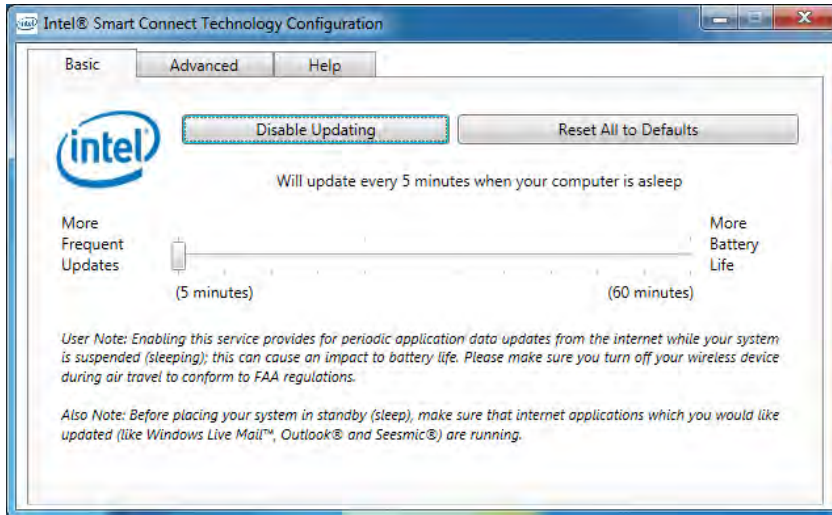 Intel® Smart Connect Technology Configuration
Basic
Advanced
Help
intel
Disable Updating
Reset All to Defaults
Will update every 5 minutes when your computer is asleep
More
Frequent
Updates
More
Battery
Life
(5 minutes)
(60 minutes)
User Note: Enabling this service provides for periodic application data updates from the internet while your system
is suspended (sleeping); this can cause an impact to battery life. Please make sure you turn off your wireless device
during air travel to conform to FAA regulations.
Also Note: Before placing your system in standby (sleep), make sure that internet applications which you would like
updated (like Windows Live Mail™, Outlook® and Seesmic®) are running.